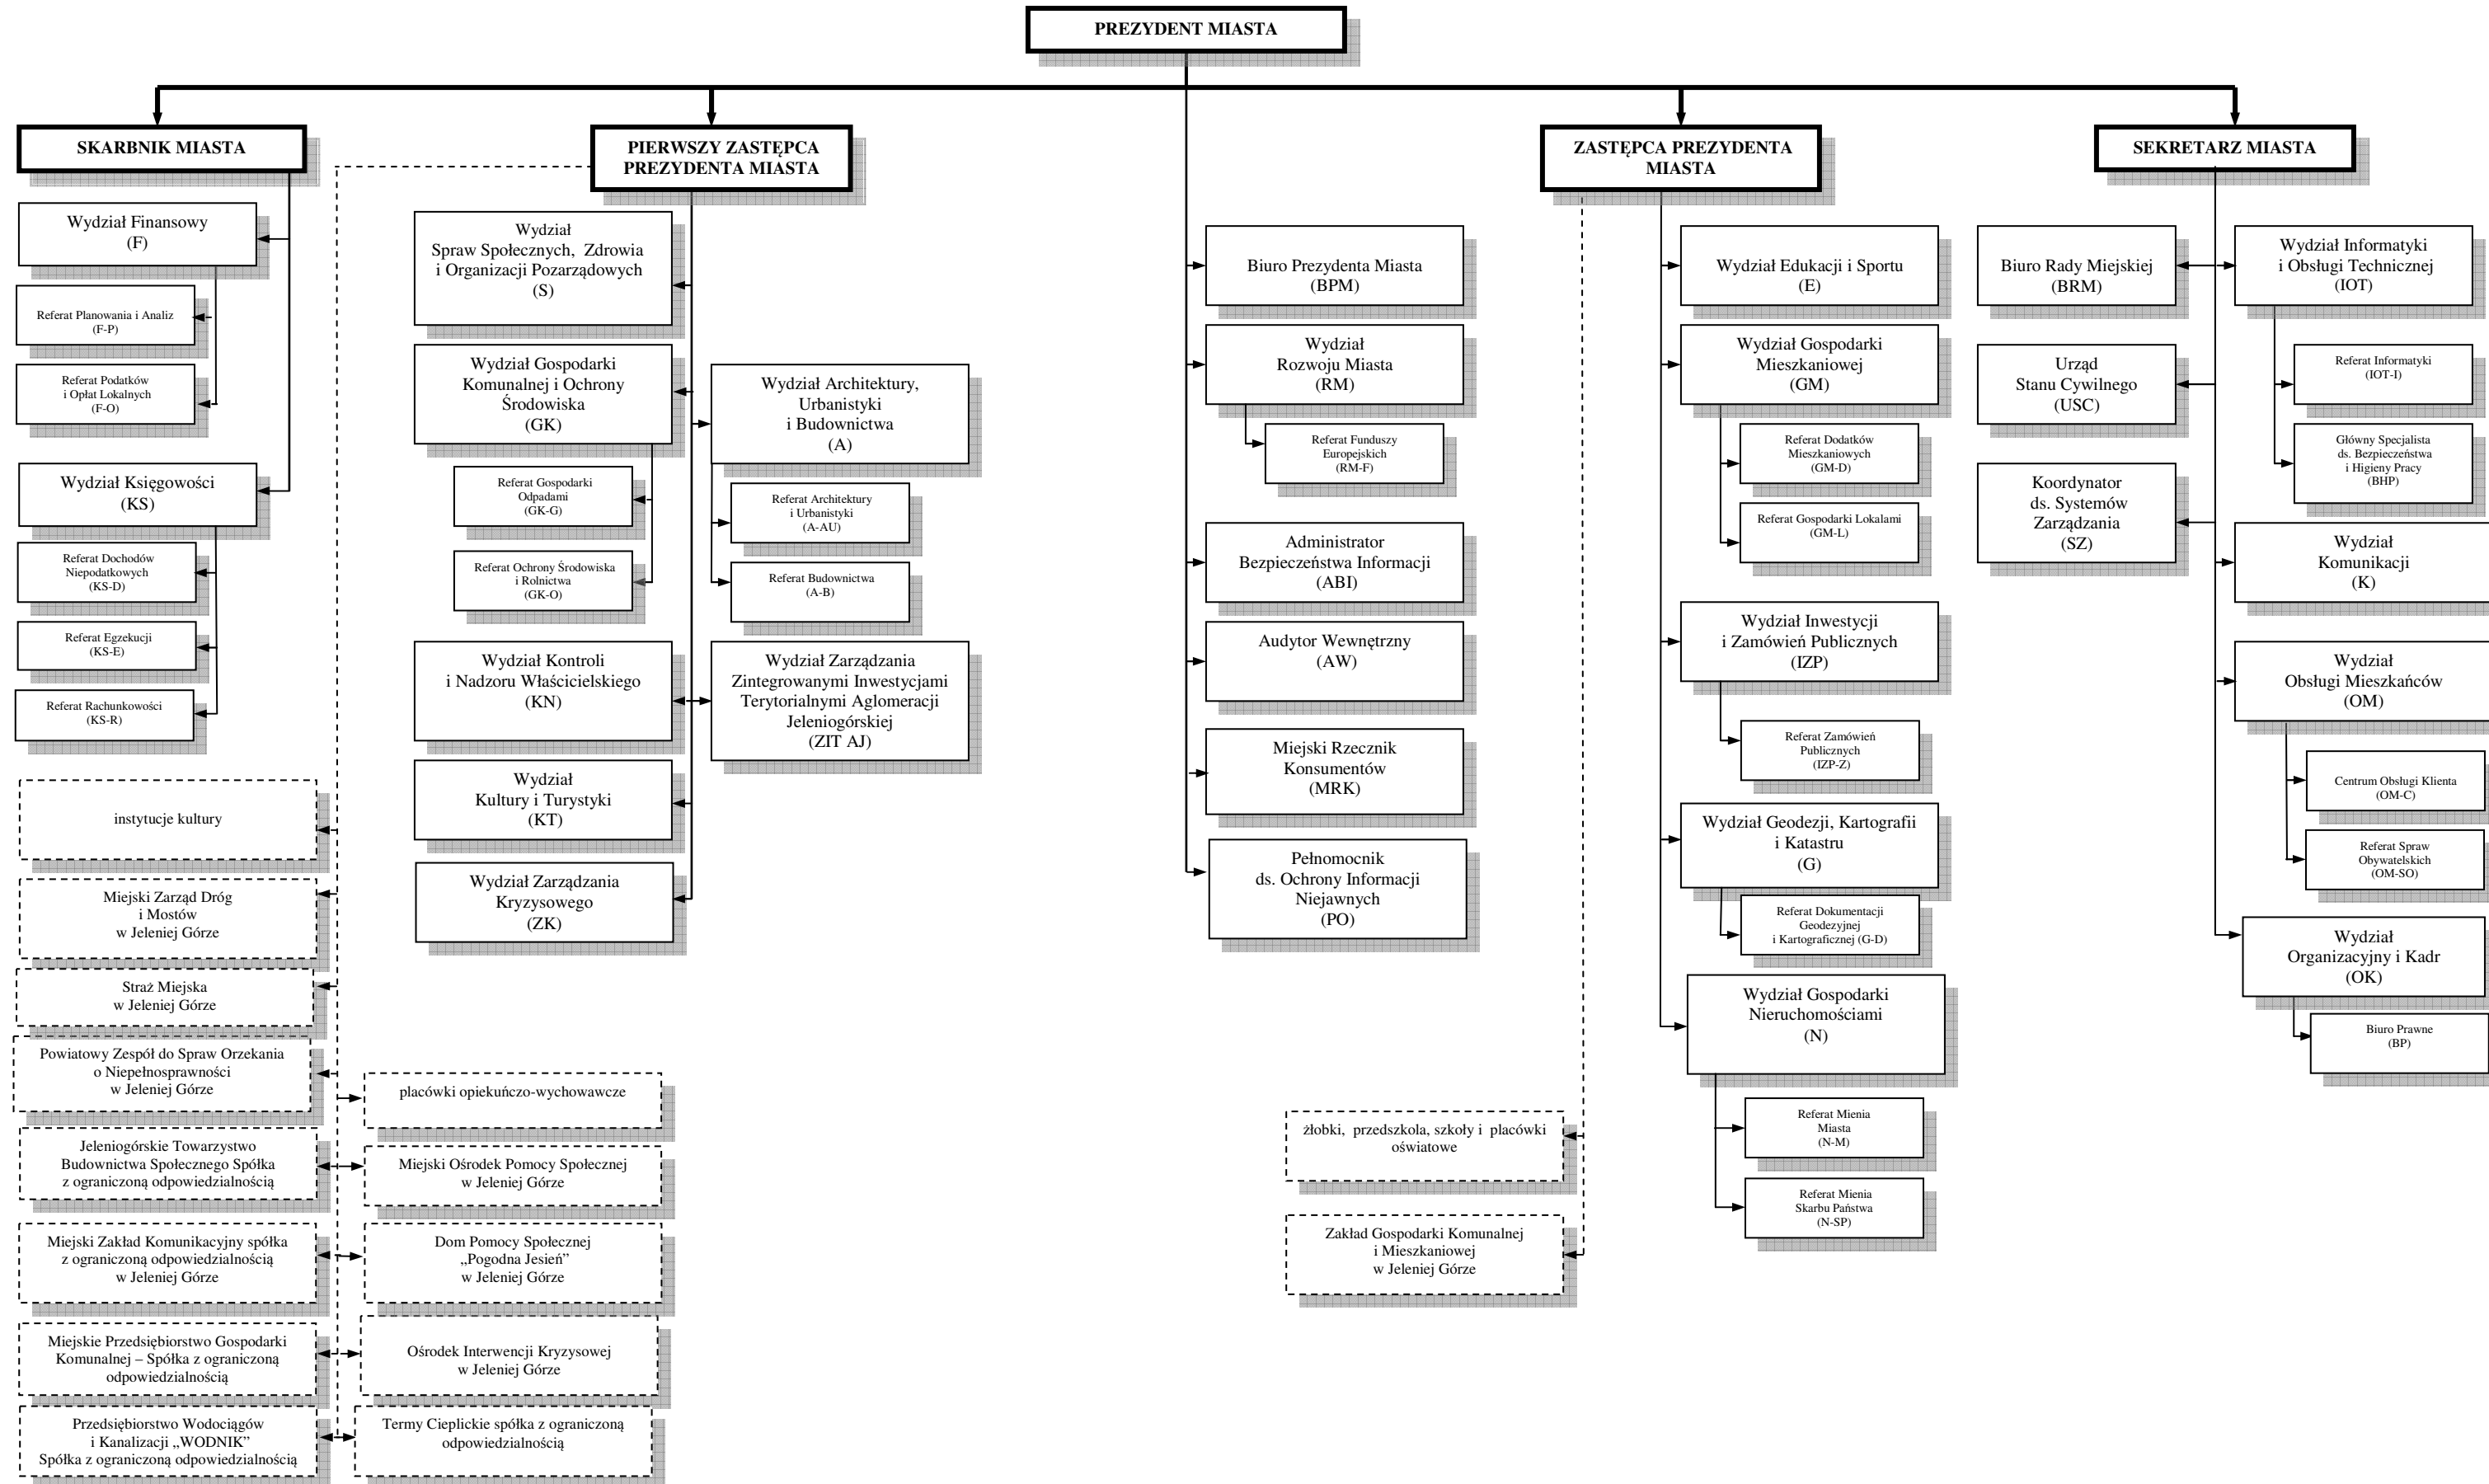 PREZYDENT MIASTA
SKARBNIK MIASTA
Wydział Finansowy
(F)
Referat Planowania i Analiz
(F-P)
Referat Podatków
i Opłat Lokalnych
(F-O)
Wydział Księgowości
(KS)
Referat Dochodów
Niepodatkowych
(KS-D)
Referat Egzekucji
(KS-E)
Referat Rachunkowości
(KS-R)
PIERWSZY ZASTĘPCA
PREZYDENTA MIASTA
Wydział
Spraw Społecznych, Zdrowia
i Organizacji Pozarządowych
(S)
Wydział Gospodarki
Komunalnej i Ochrony
Środowiska
(GK)
Referat Gospodarki
Odpadami
(GK-G)
Referat Ochrony Środowiska
i Rolnictwa
(GK-O)
Wydział Architektury,
Urbanistyki
i Budownictwa
(A)
Referat Architektury
i Urbanistyki
(A-AU)
Referat Budownictwa
(A-B)
Wydział Kontroli
i Nadzoru Właścicielskiego
(KN)
Wydział Zarządzania
Zintegrowanymi Inwestycjami
Terytorialnymi Aglomeracji
Jeleniogórskiej
(ZIT AJ)
Wydział
Kultury i Turystyki
(KT)
Wydział Zarządzania
Kryzysowego
(ZK)
instytucje kultury
Miejski Zarząd Dróg
i Mostów
w Jeleniej Górze
Straż Miejska
w Jeleniej Górze
Powiatowy Zespół do Spraw Orzekania
o Niepełnosprawności
w Jeleniej Górze
placówki opiekuńczo-wychowawcze
Jeleniogórskie Towarzystwo
Budownictwa Społecznego Spółka
z ograniczoną odpowiedzialnością
Miejski Ośrodek Pomocy Społecznej
w Jeleniej Górze
Miejski Zakład Komunikacyjny spółka
z ograniczoną odpowiedzialnością
w Jeleniej Górze
Dom Pomocy Społecznej
„Pogodna Jesień”
w Jeleniej Górze
Miejskie Przedsiębiorstwo Gospodarki
Komunalnej – Spółka z ograniczoną
odpowiedzialnością
Ośrodek Interwencji Kryzysowej
w Jeleniej Górze
Przedsiębiorstwo Wodociągów
i Kanalizacji „WODNIK”
Spółka z ograniczoną odpowiedzialnością
Termy Cieplickie spółka z ograniczoną
odpowiedzialnością
Biuro Prezydenta Miasta
(BPM)
Wydział
Rozwoju Miasta
(RM)
Referat Funduszy
Europejskich
(RM-F)
Administrator
Bezpieczeństwa Informacji
(ABI)
Audytor Wewnętrzny
(AW)
Miejski Rzecznik
Konsumentów
(MRK)
Pełnomocnik
ds. Ochrony Informacji
Niejawnych
(PO)
ZASTĘPCA PREZYDENTA
MIASTA
Wydział Edukacji i Sportu
(E)
Wydział Gospodarki
Mieszkaniowej
(GM)
Referat Dodatków
Mieszkaniowych
(GM-D)
Referat Gospodarki Lokalami
(GM-L)
Wydział Inwestycji
i Zamówień Publicznych
(IZP)
Referat Zamówień
Publicznych
(IZP-Z)
Wydział Geodezji, Kartografii
i Katastru
(G)
Referat Dokumentacji
Geodezyjnej
i Kartograficznej (G-D)
Wydział Gospodarki
Nieruchomościami
(N)
Referat Mienia
Miasta
(N-M)
Referat Mienia
Skarbu Państwa
(N-SP)
żłobki, przedszkola, szkoły i placówki
oświatowe
Zakład Gospodarki Komunalnej
i Mieszkaniowej
w Jeleniej Górze
SEKRETARZ MIASTA
Biuro Rady Miejskiej
(BRM)
Urząd
Stanu Cywilnego
(USC)
Koordynator
ds. Systemów
Zarządzania
(SZ)
Wydział Informatyki
i Obsługi Technicznej
(IOT)
Referat Informatyki
(IOT-I)
Główny Specjalista
ds. Bezpieczeństwa
i Higieny Pracy
(BHP)
Wydział
Komunikacji
(K)
Wydział
Obsługi Mieszkańców
(OM)
Centrum Obsługi Klienta
(OM-C)
Referat Spraw
Obywatelskich
(OM-SO)
Wydział
Organizacyjny i Kadr
(OK)
Biuro Prawne
(BP)